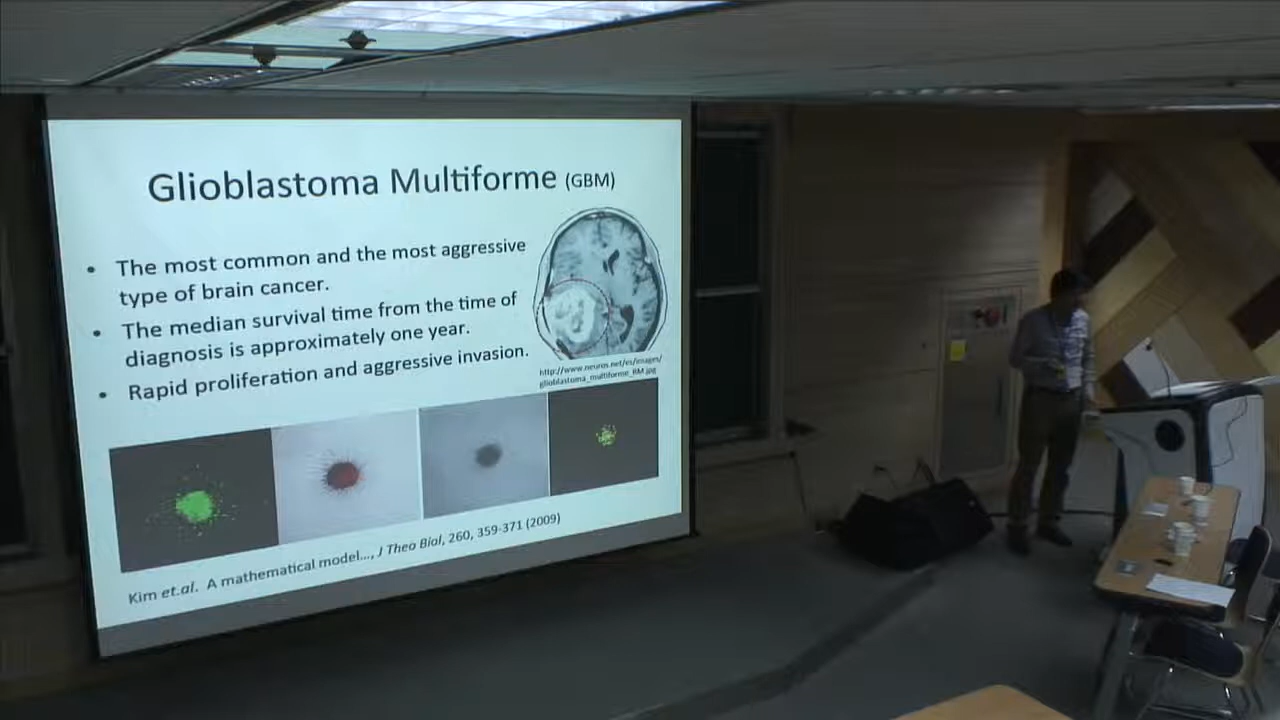 Glioblastoma Multiforme (GBM)
• The most common and the most aggressive
type of brain cancer.
• The median survival time from the time of
diagnosis is approximately one year.
• Rapid proliferation and aggressive invasion.
http://www.neuros.net/es/images/
glioblastoma_multiforme_RM.jpg
Kim et.al. A mathematical model..., J Theo Biol, 260, 359-371 (2009)